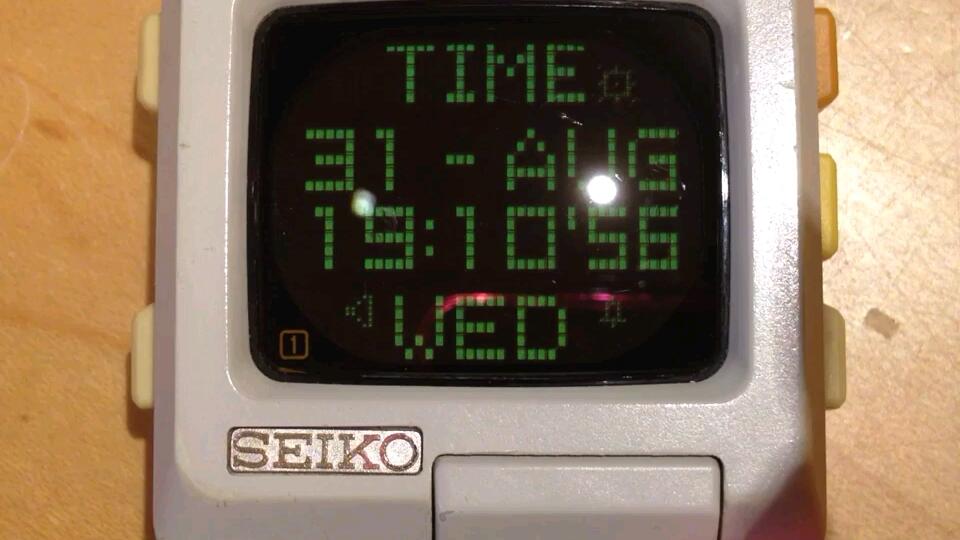 TIME
31-AUG
19:10'56
WED
1
SEIKO